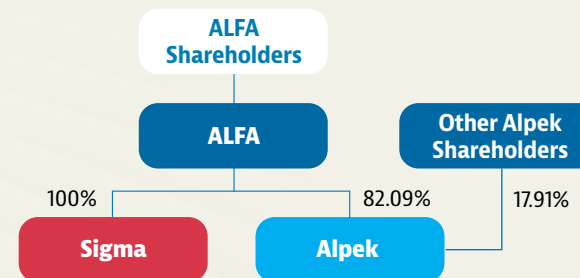 ALFA
Shareholders
ALFA
Other Alpek
Shareholders
100%
82.09%
17.91%
Sigma
Alpek